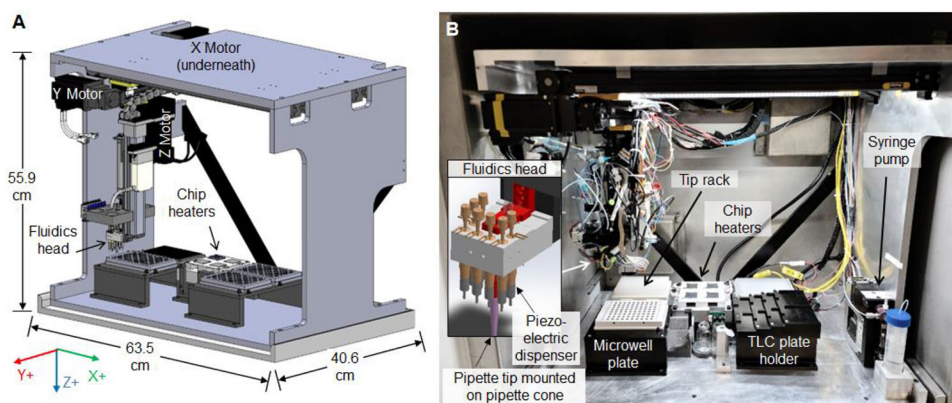 A
X Motor
(underneath)
Y Motor
Z Motor
55.9
cm
Chip
heaters
Fluidics
head
63.5
cm
40.6
cm
Y+
Z+
X+
B
Fluidics head
Tip rack
Chip
heaters
Syringe
pump
Piezo-
electric
dispenser
Microwell
plate
TLC plate
holder
Pipette tip mounted
on pipette cone